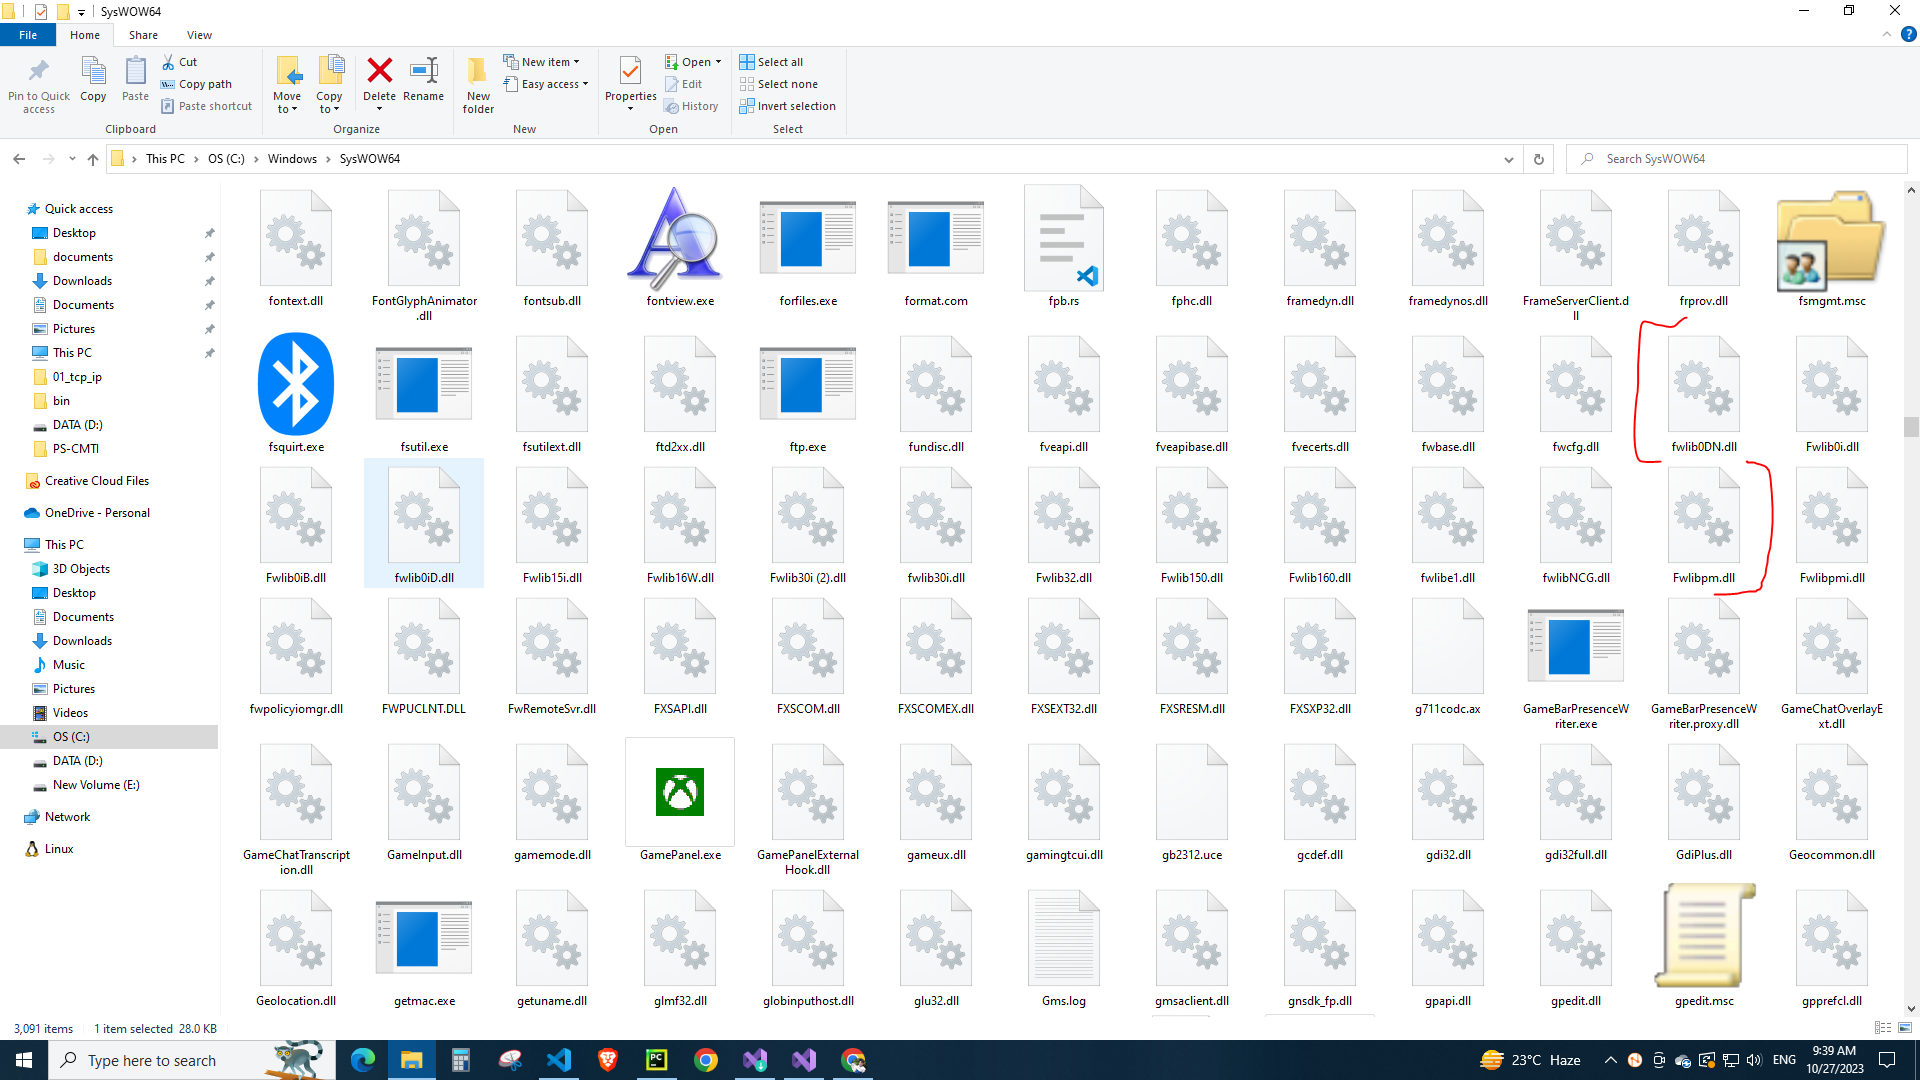 SysWOW64
File Home Share View
Pin to Quick access
Copy
Paste
Cut
Copy path
Paste shortcut
Clipboard
Move to
Copy to
Delete
Rename
Organize
New folder
New item
Easy access
New
Properties
Open
Edit
History
Open
Select all
Select none
Invert selection
Select
This PC > OS (C:) > Windows > SysWOW64
Search SysWOW64
Quick access
Desktop
documents
Downloads
Documents
Pictures
This PC
01_tcp_ip
bin
DATA (D:)
PS-CMTI
Creative Cloud Files
OneDrive - Personal
This PC
3D Objects
Desktop
Documents
Downloads
Music
Pictures
Videos
OS (C:)
DATA (D:)
New Volume (E:)
Network
Linux
fontext.dll
FontGlyphAnimator.dll
fontsub.dll
fontview.exe
forfiles.exe
format.com
fpb.rs
fphc.dll
framedyn.dll
framedynos.dll
FrameServerClient.dll
frprov.dll
fsmgmt.msc
fsquirt.exe
fsutil.exe
fsutilext.dll
ftd2xx.dll
ftp.exe
fundisc.dll
fveapi.dll
fveapibase.dll
fvecerts.dll
fwbase.dll
fwcfg.dll
fwlib0DN.dll
Fwlib0i.dll
Fwlib0iB.dll
fwlib0iD.dll
Fwlib15i.dll
Fwlib16W.dll
Fwlib30i (2).dll
fwlib30i.dll
Fwlib32.dll
Fwlib150.dll
Fwlib160.dll
fwlibe1.dll
fwlibNCG.dll
Fwlibpm.dll
Fwlibpmi.dll
fwpolicyiomgr.dll
FWPUCLNT.DLL
FwRemoteSvr.dll
FXSAPI.dll
FXSCOM.dll
FXSCOMEX.dll
FXSEXT32.dll
FXSRESM.dll
FXSXP32.dll
g711codc.ax
GameBarPresenceWriter.exe
GameBarPresenceWriter.proxy.dll
GameChatOverlayExt.dll
GameChatTranscription.dll
GameInput.dll
gamemode.dll
GamePanel.exe
GamePanelExternalHook.dll
gameux.dll
gamingtcui.dll
gb2312.uce
gcdef.dll
gdi32.dll
gdi32full.dll
GdiPlus.dll
Geocommon.dll
Geolocation.dll
getmac.exe
getuname.dll
glmf32.dll
globinputhost.dll
glu32.dll
Gms.log
gmsaclient.dll
gnsdk_fp.dll
gpapi.dll
gpedit.dll
gpedit.msc
gpprefcl.dll
3,091 items 1 item selected 28.0 KB
Type here to search
PC
23°C Haze
ENG
9:39 AM
10/27/2023